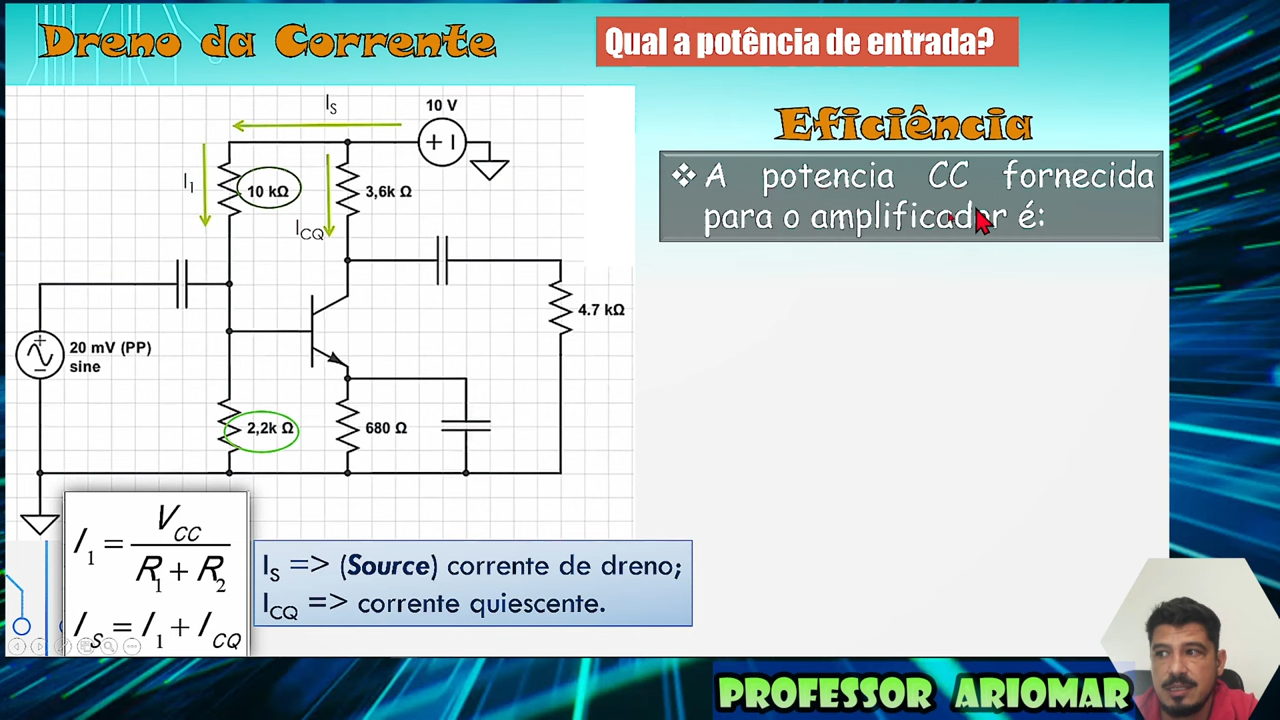 Dreno da Corrente
Qual a potência de entrada?
Eficiência
❖ A potencia CC fornecida
para o amplificador é:
I_S
10 V
I_1
10 kΩ
3,6k Ω
I_CQ
4.7 kΩ
20 mV (PP)
sine
2,2k Ω
680 Ω
I_1 = V_CC / (R_1 + R_2)
I_S = I_1 + I_CQ
I_S => (Source) corrente de dreno;
I_CQ => corrente quiescente.
PROFESSOR ARIOMAR